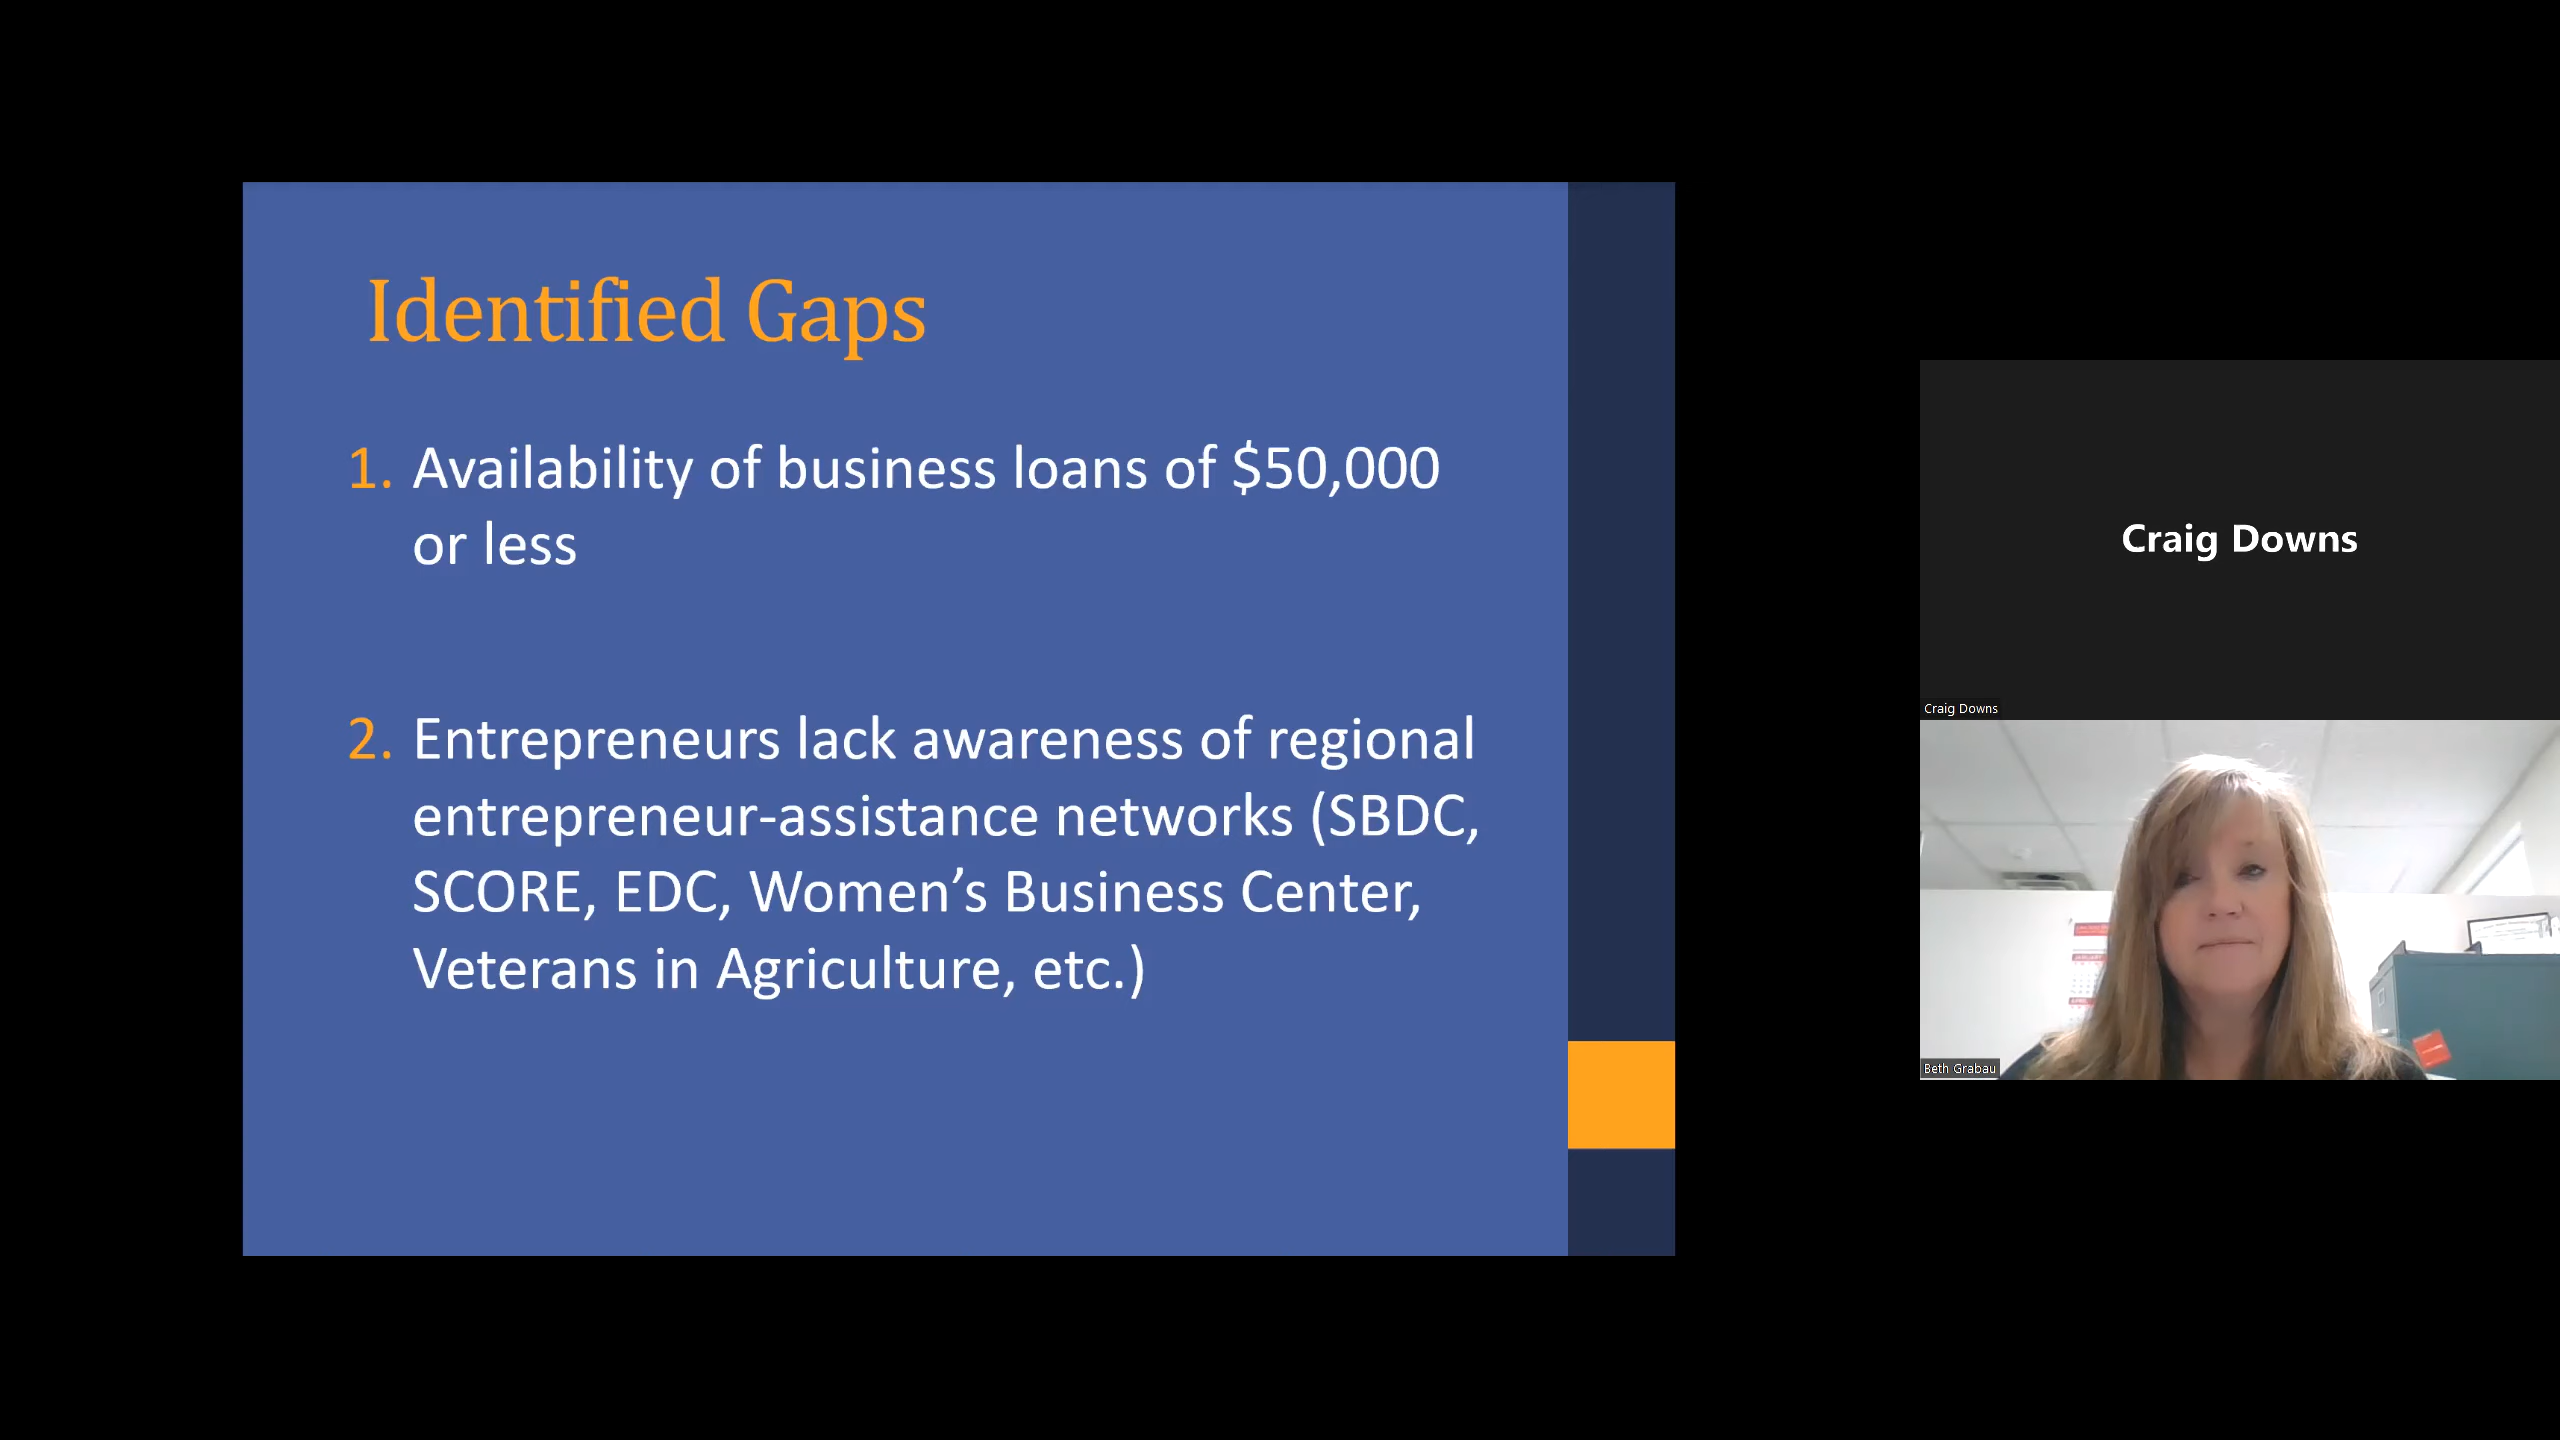 Identified Gaps
1. Availability of business loans of $50,000
or less
2. Entrepreneurs lack awareness of regional
entrepreneur-assistance networks (SBDC,
SCORE, EDC, Women’s Business Center,
Veterans in Agriculture, etc.)
Craig Downs
Craig Downs
Beth Grabau